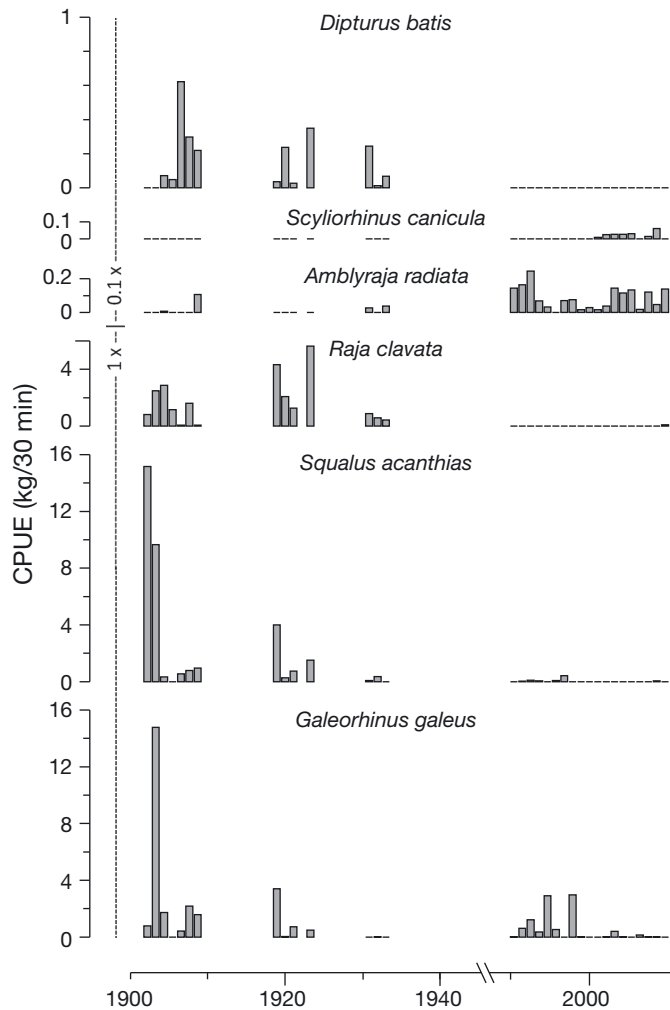 1
Dipturus batis
0
Scyliorhinus canicula
0.1
0
Amblyraja radiata
0.2
0
1 x --|-- 0.1 x
Raja clavata
4
0
CPUE (kg/30 min)
16
Squalus acanthias
12
8
4
0
16
Galeorhinus galeus
12
8
4
0
1900 1920 1940 2000